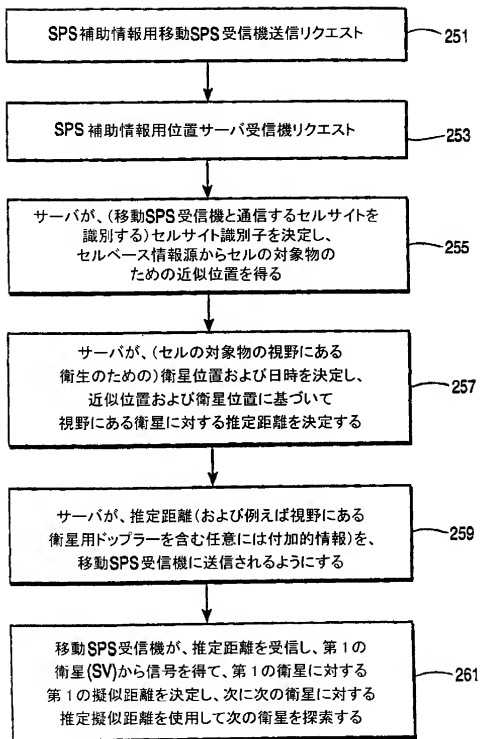 SPS補助情報用移動SPS受信機送信リクエスト
251
SPS補助情報用位置サーバ受信機リクエスト
253
サーバが、(移動SPS受信機と通信するセルサイトを
識別する)セルサイト識別子を決定し、
セルベース情報源からセルの対象物の
ための近似位置を得る
255
サーバが、(セルの対象物の視野にある
衛生のための)衛星位置および日時を決定し、
近似位置および衛星位置に基づいて
視野にある衛星に対する推定距離を決定する
257
サーバが、推定距離(および例えば視野にある
衛星用ドップラーを含む任意には付加的情報)を、
移動SPS受信機に送信されるようにする
259
移動SPS受信機が、推定距離を受信し、第1の
衛星(SV)から信号を得て、第1の衛星に対する
第1の擬似距離を決定し、次に次の衛星に対する
推定擬似距離を使用して次の衛星を探索する
261